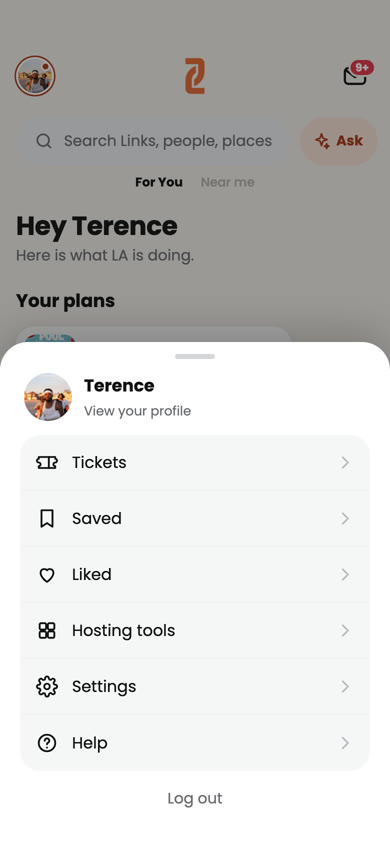 9+
Search Links, people, places
Ask
For You
Near me
Hey Terence
Here is what LA is doing.
Your plans
POOL
Terence
View your profile
Tickets
Saved
Liked
Hosting tools
Settings
Help
Log out